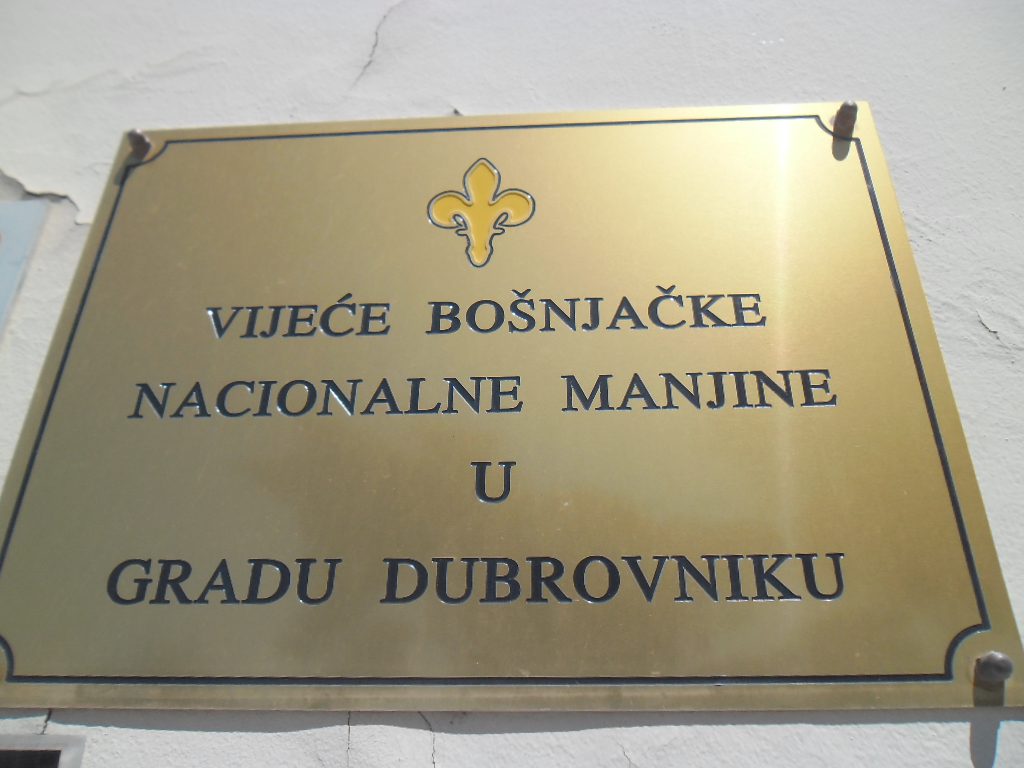 VIJEĆE BOŠNJAČKE
NACIONALNE MANJINE
U
GRADU DUBROVNIKU